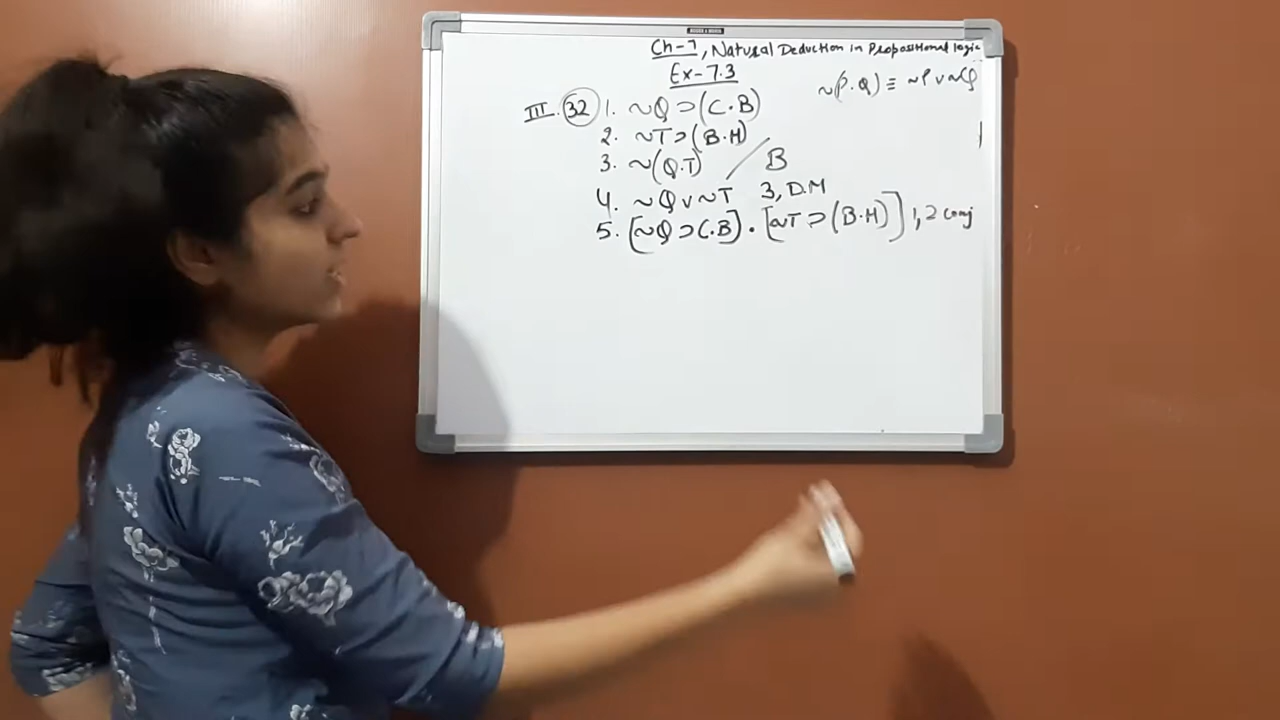 Ch-7, Natural Deduction in Propositional logic
Ex-7.3
~(P.Q) ≡ ~P v ~Q
III. 32 1. ~Q ⊃ (C.B)
2. ~T ⊃ (B.H)
3. ~(Q.T) / B
4. ~Q v ~T 3, D.M
5. [~Q ⊃ C.B] . [~T ⊃ (B.H)] 1,2 conj